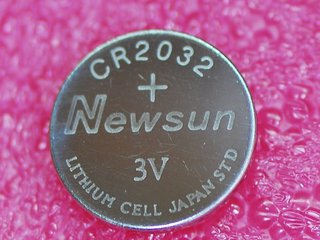 CR2032
+
Newsun
3V
LITHIUM CELL JAPAN STD